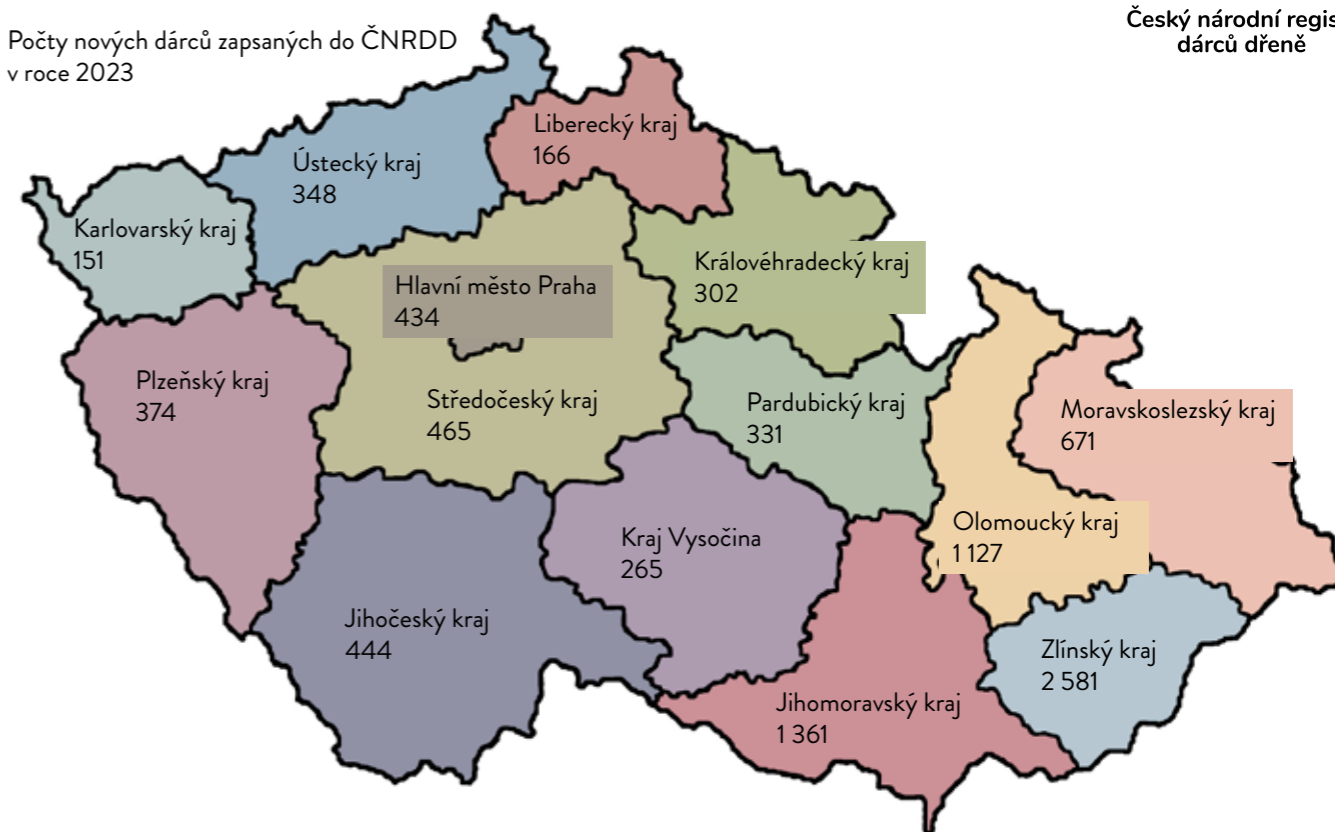 Počty nových dárců zapsaných do ČNRDD
v roce 2023
Český národní regis
dárců dřeně
Liberecký kraj
166
Ústecký kraj
348
Karlovarský kraj
151
Královéhradecký kraj
302
Hlavní město Praha
434
Plzeňský kraj
374
Středočeský kraj
465
Pardubický kraj
331
Moravskoslezský kraj
671
Olomoucký kraj
1 127
Kraj Vysočina
265
Jihočeský kraj
444
Zlínský kraj
2 581
Jihomoravský kraj
1 361